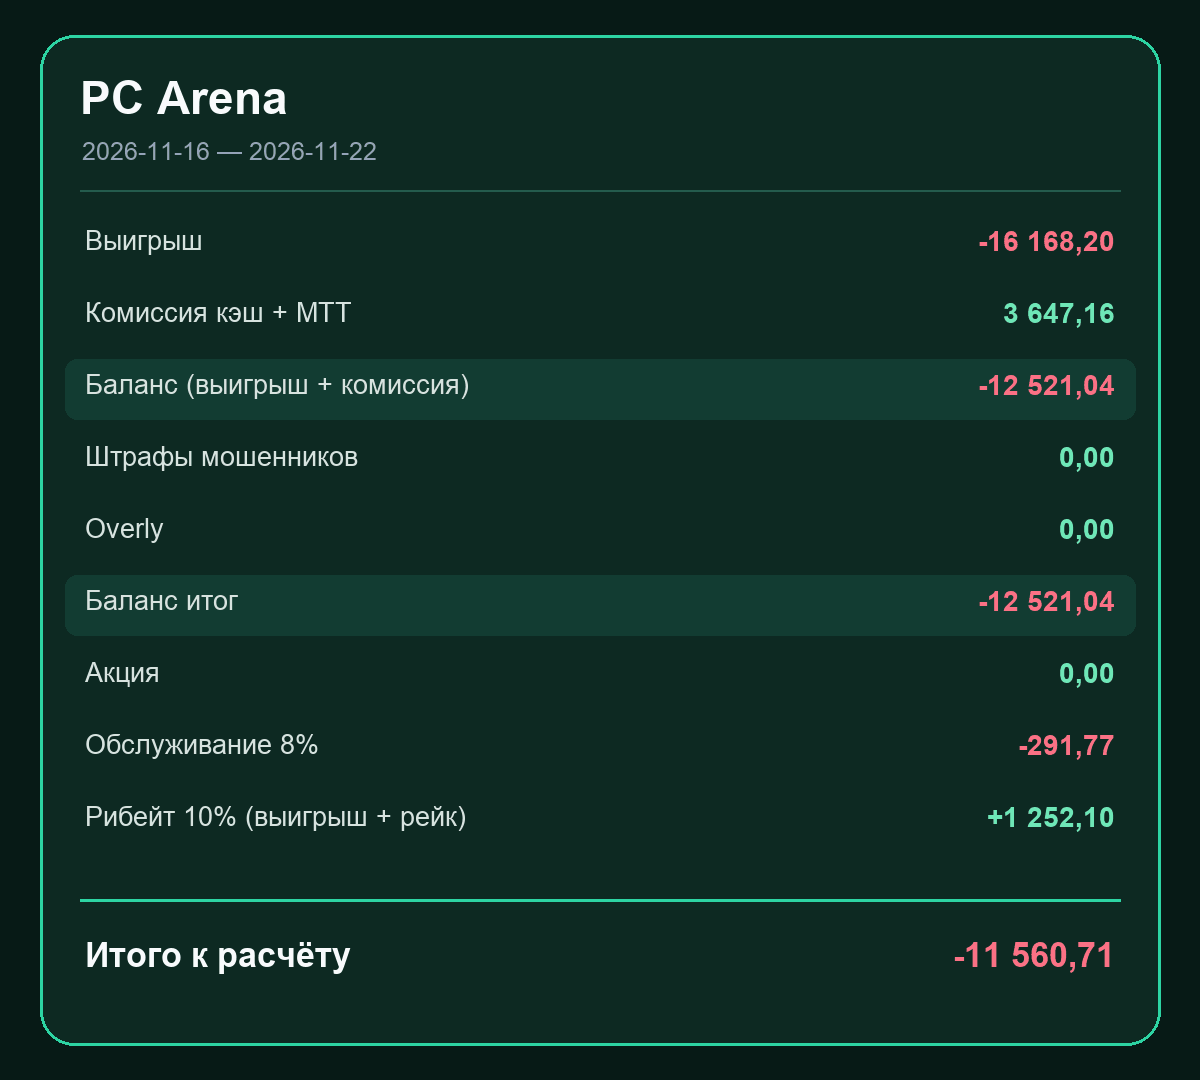 PC Arena
2026-11-16 — 2026-11-22
Выигрыш -16 168,20
Комиссия кэш + МТТ 3 647,16
Баланс (выигрыш + комиссия) -12 521,04
Штрафы мошенников 0,00
Overly 0,00
Баланс итог -12 521,04
Акция 0,00
Обслуживание 8% -291,77
Рибейт 10% (выигрыш + рейк) +1 252,10
Итого к расчёту -11 560,71